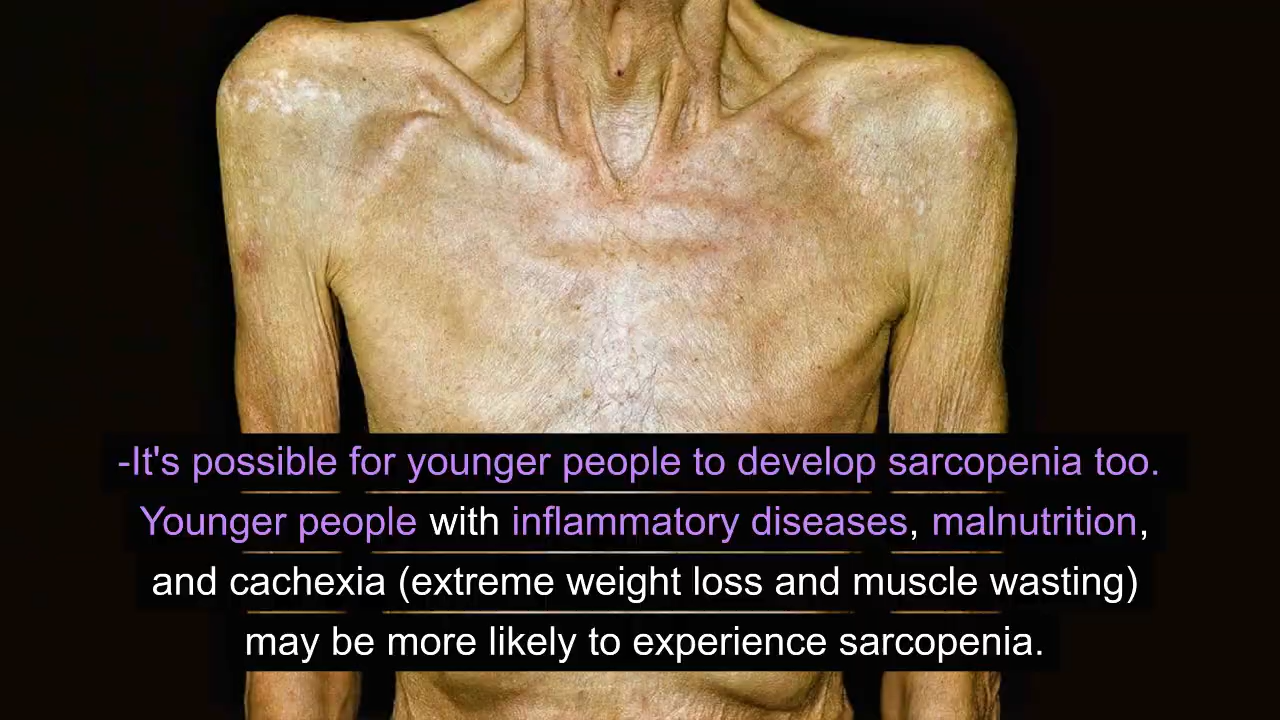 -It's possible for younger people to develop sarcopenia too.
Younger people with inflammatory diseases, malnutrition,
and cachexia (extreme weight loss and muscle wasting)
may be more likely to experience sarcopenia.